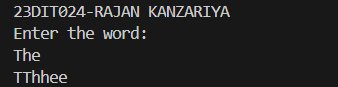 23DIT024-RAJAN KANZARIYA
Enter the word:
The
TThhee